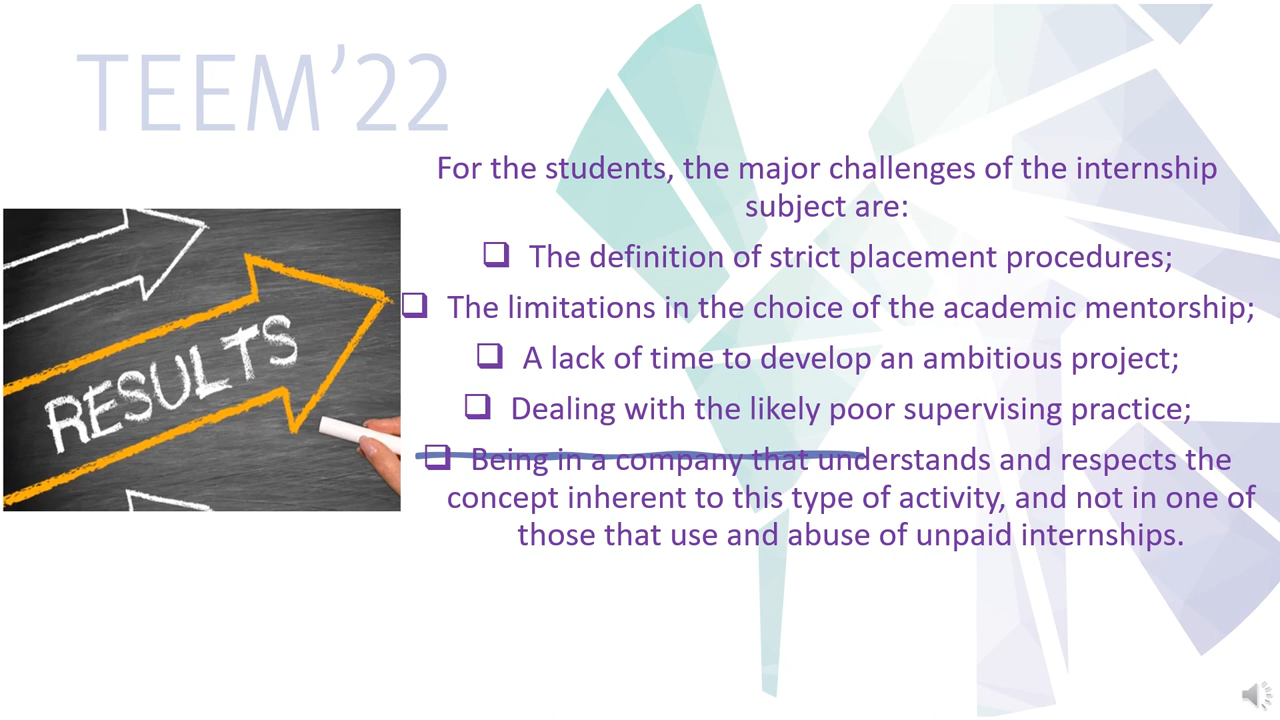 TEEM’22
For the students, the major challenges of the internship
subject are:
❑ The definition of strict placement procedures;
❑ The limitations in the choice of the academic mentorship;
❑ A lack of time to develop an ambitious project;
❑ Dealing with the likely poor supervising practice;
❑ Being in a company that understands and respects the
concept inherent to this type of activity, and not in one of
those that use and abuse of unpaid internships.
RESULTS